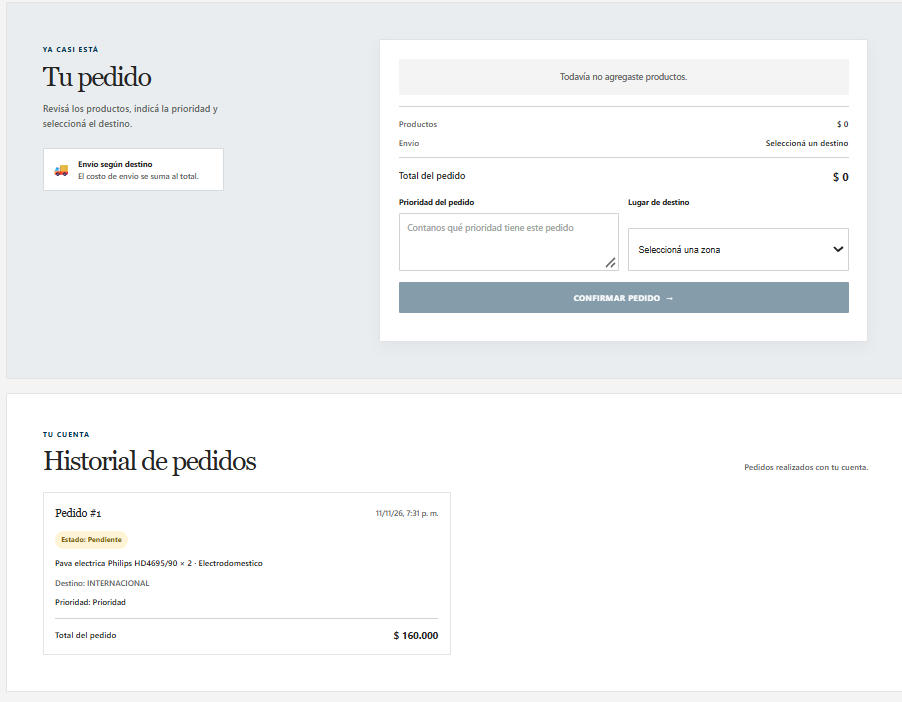 YA CASI ESTÁ
Tu pedido
Revisá los productos, indicá la prioridad y
seleccioná el destino.
Envío según destino
El costo de envío se suma al total.
Todavía no agregaste productos.
Productos $ 0
Envío Seleccioná un destino
Total del pedido $ 0
Prioridad del pedido Lugar de destino
Contanos qué prioridad tiene este pedido
Seleccioná una zona
CONFIRMAR PEDIDO →
TU CUENTA
Historial de pedidos
Pedidos realizados con tu cuenta.
Pedido #1 11/11/26, 7:31 p. m.
Estado: Pendiente
Pava electrica Philips HD4695/90 × 2 · Electrodomestico
Destino: INTERNACIONAL
Prioridad: Prioridad
Total del pedido $ 160.000